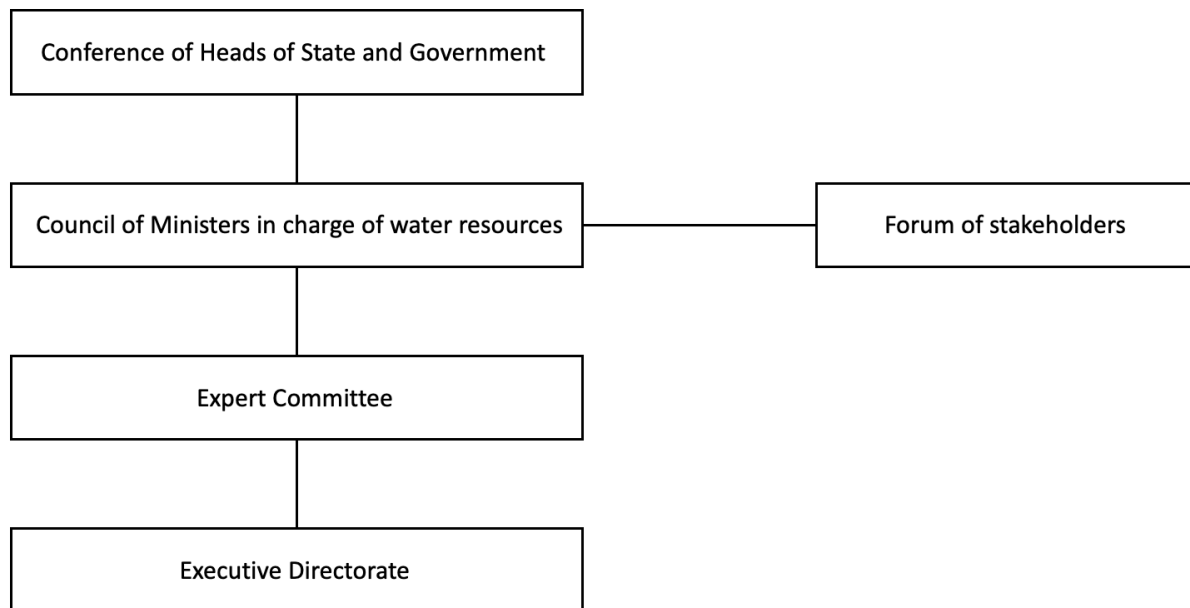 Conference of Heads of State and Government
Council of Ministers in charge of water resources
Forum of stakeholders
Expert Committee
Executive Directorate